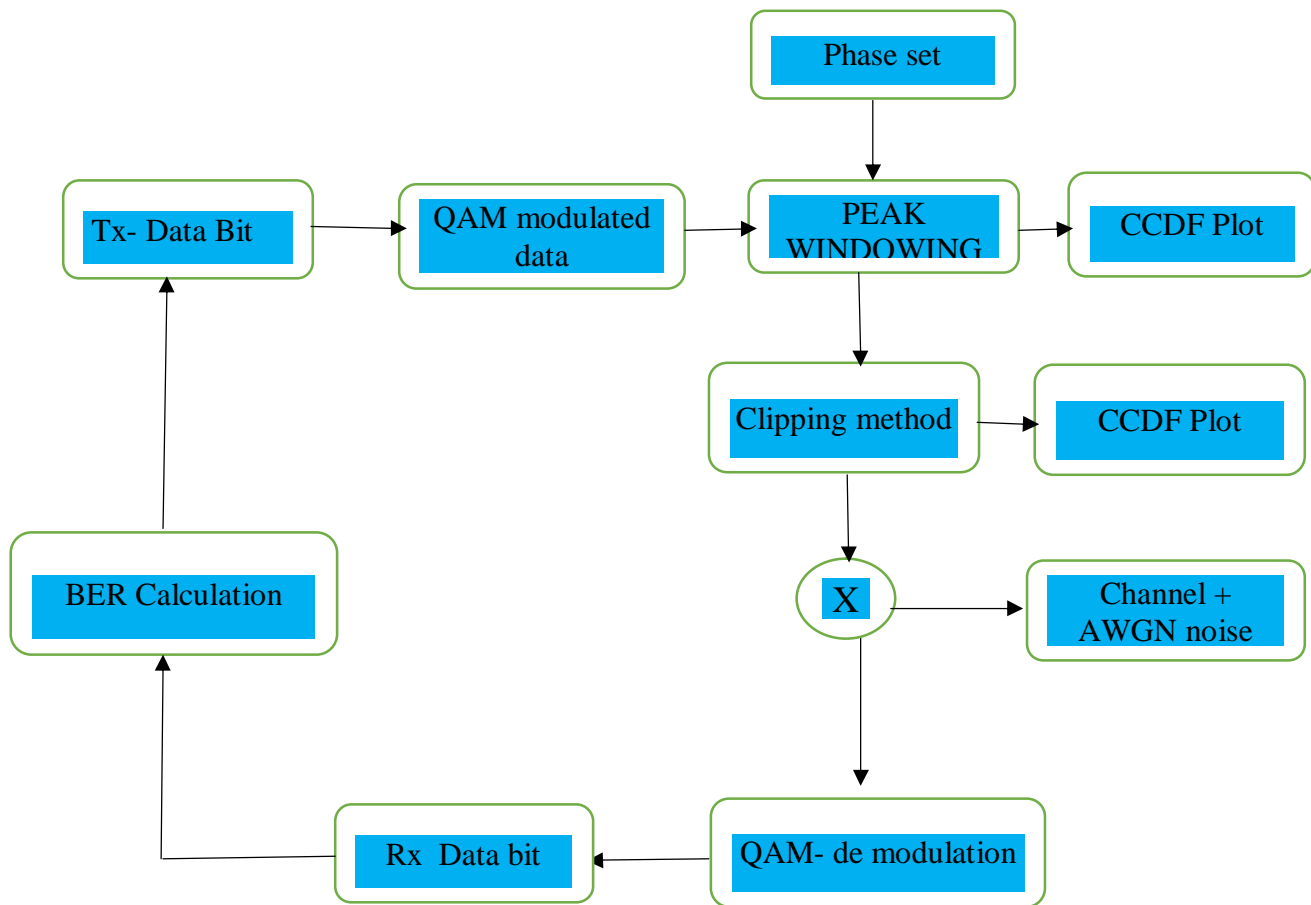 Phase set
Tx- Data Bit
QAM modulated
data
PEAK
WINDOWING
CCDF Plot
Clipping method
CCDF Plot
BER Calculation
X
Channel +
AWGN noise
Rx  Data bit
QAM- de modulation